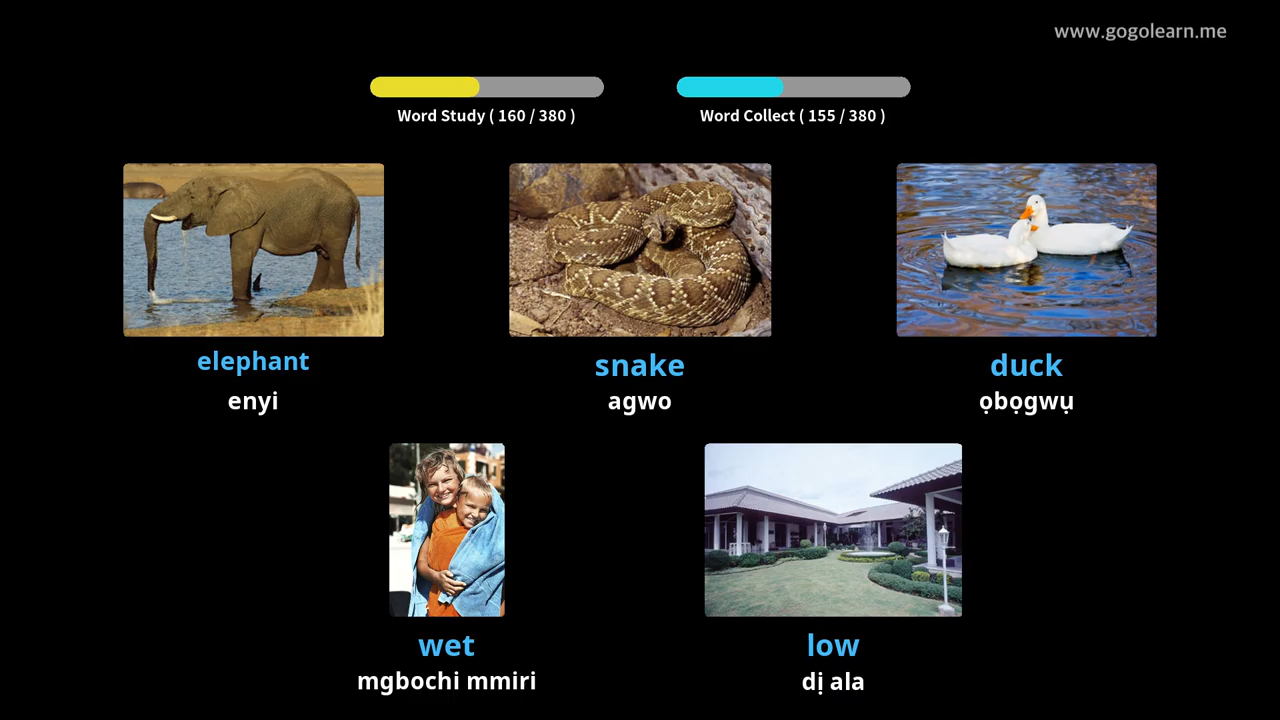 www.gogolearn.me
Word Study ( 160 / 380 )
Word Collect ( 155 / 380 )
elephant
enyi
snake
agwo
duck
ọbọgwụ
wet
mgbochi mmiri
low
dị ala